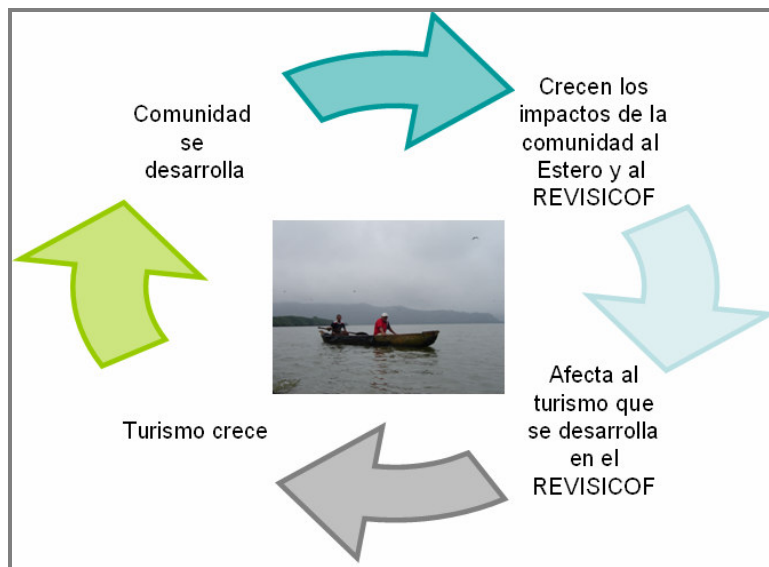 Comunidad
se
desarrolla
Crecen los
impactos de la
comunidad al
Estero y al
REVISICOF
Afecta al
turismo que
se desarrolla
en el
REVISICOF
Turismo crece